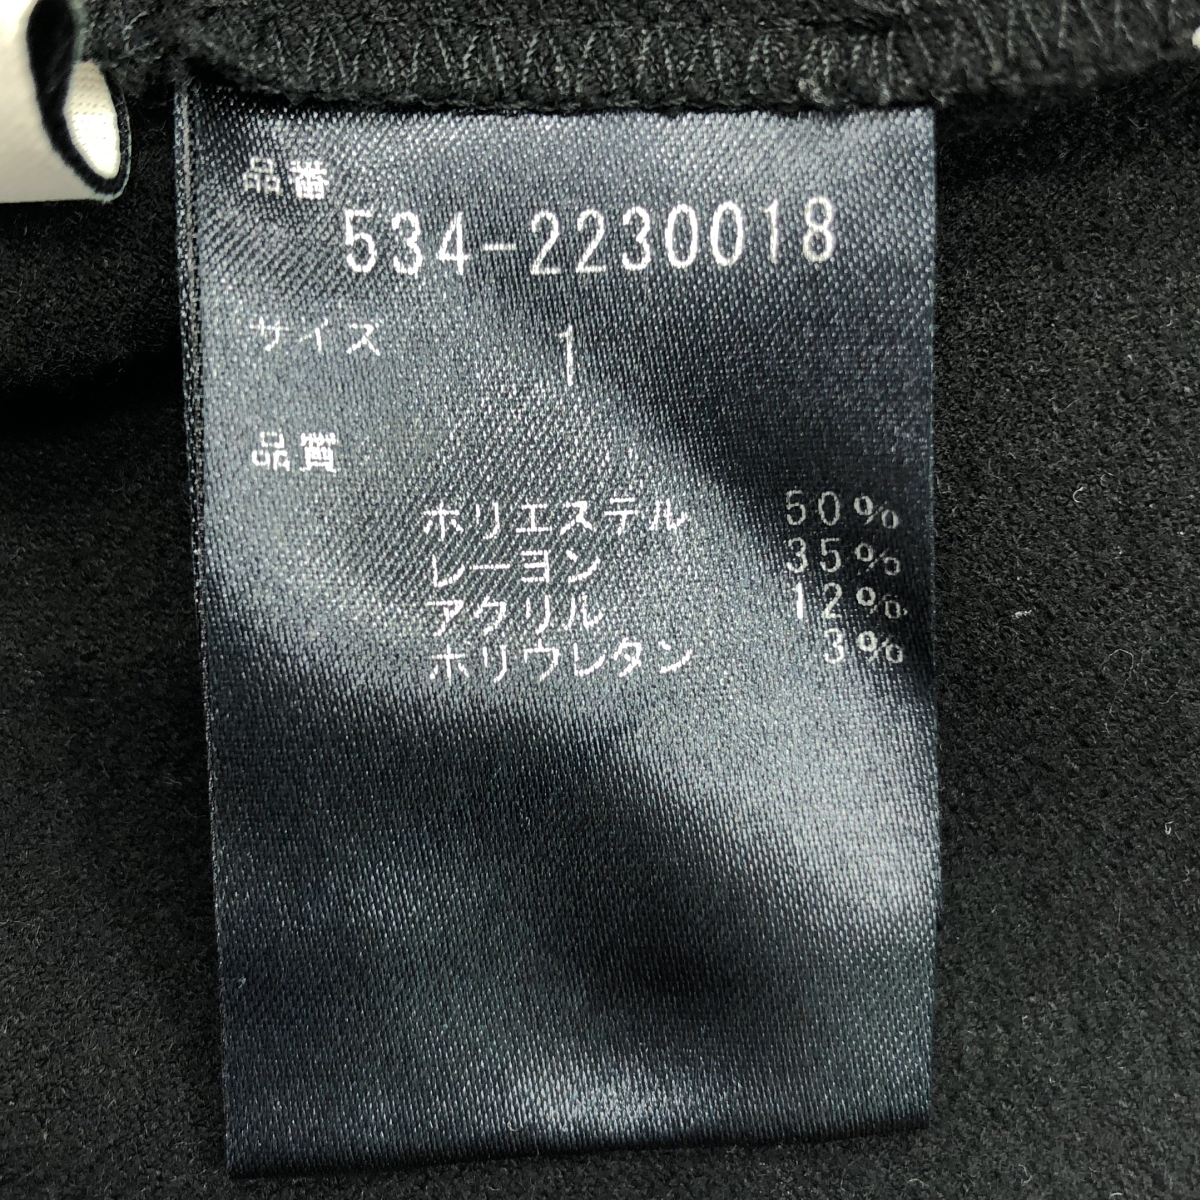 品番
534-2230018
サイズ 1
品質
ポリエステル 50%
レーヨン 35%
アクリル 12%
ポリウレタン 3%